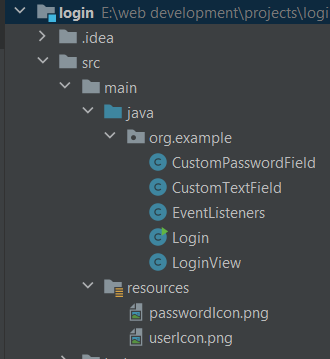 login E:\web development\projects\logi
.idea
src
main
java
org.example
CustomPasswordField
CustomTextField
EventListeners
Login
LoginView
resources
passwordIcon.png
userIcon.png